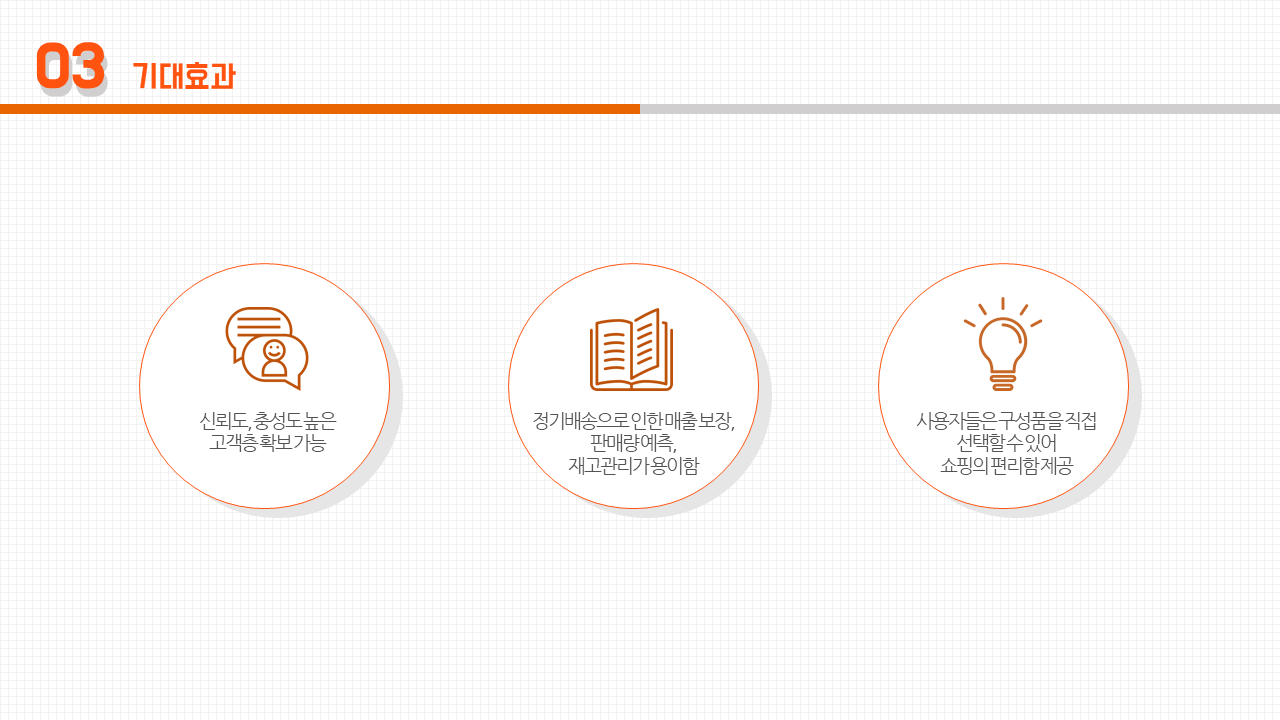 03 기대효과
신뢰도, 충성도 높은
고객층 확보 가능
정기배송으로 인한 매출 보장,
판매량 예측,
재고관리가 용이함
사용자들은 구성품을 직접
선택할 수 있어
쇼핑의 편리함 제공